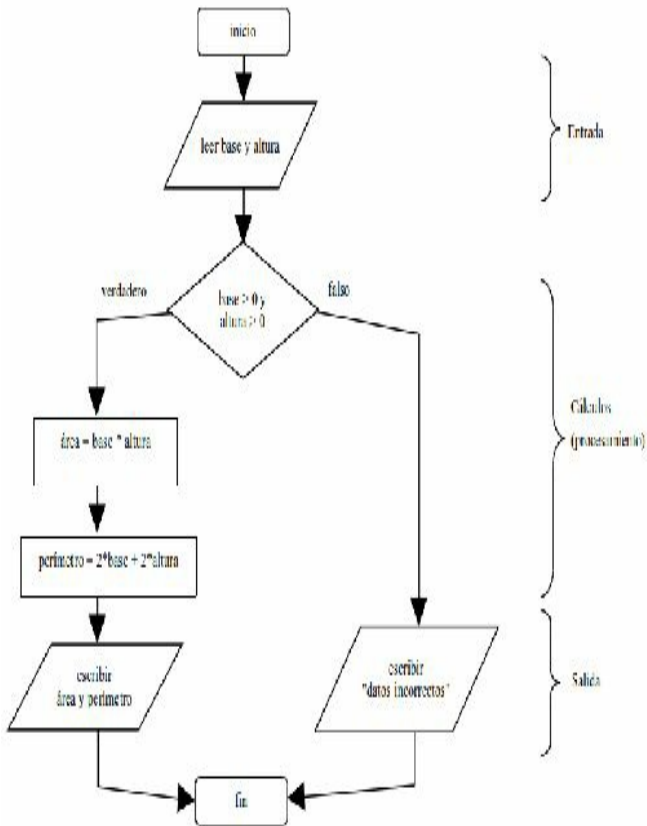 inicio
leer base y altura
Entrada
verdadero
falso
base > 0 y
altura > 0
área = base * altura
Cálculos
(procesamiento)
perímetro = 2*base + 2*altura
escribir
área y perímetro
escribir
"datos incorrectos"
Salida
fin